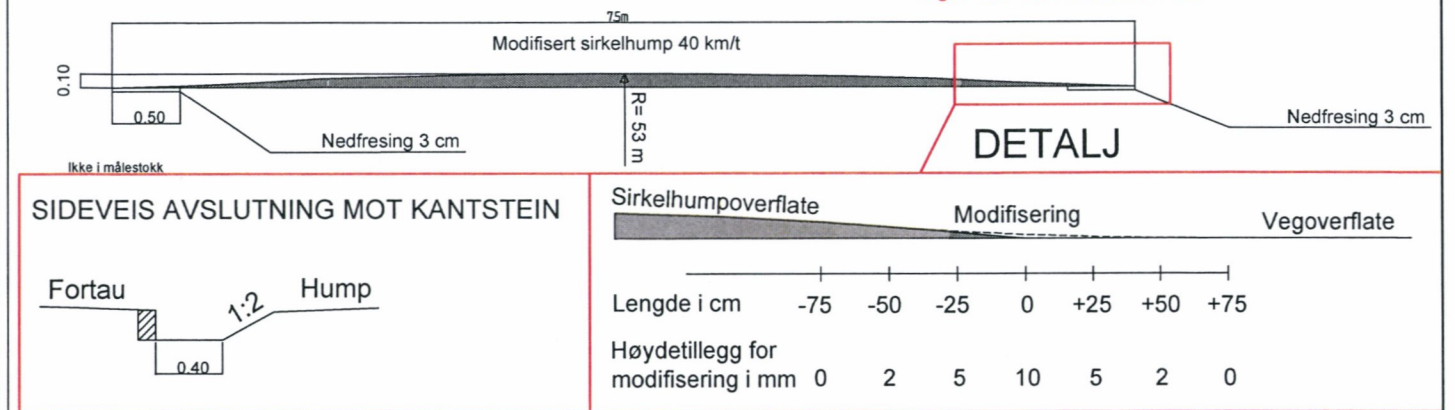 7.5m
Modifisert sirkelhump 40 km/t
0.10
0.50
R= 53 m
Nedfresing 3 cm
Nedfresing 3 cm
DETALJ
Ikke i målestokk
SIDEVEIS AVSLUTNING MOT KANTSTEIN
Fortau
1:2
Hump
0.40
Sirkelhumpoverflate
Modifisering
Vegoverflate
Lengde i cm -75 -50 -25 0 +25 +50 +75
Høydetillegg for
modifisering i mm 0 2 5 10 5 2 0